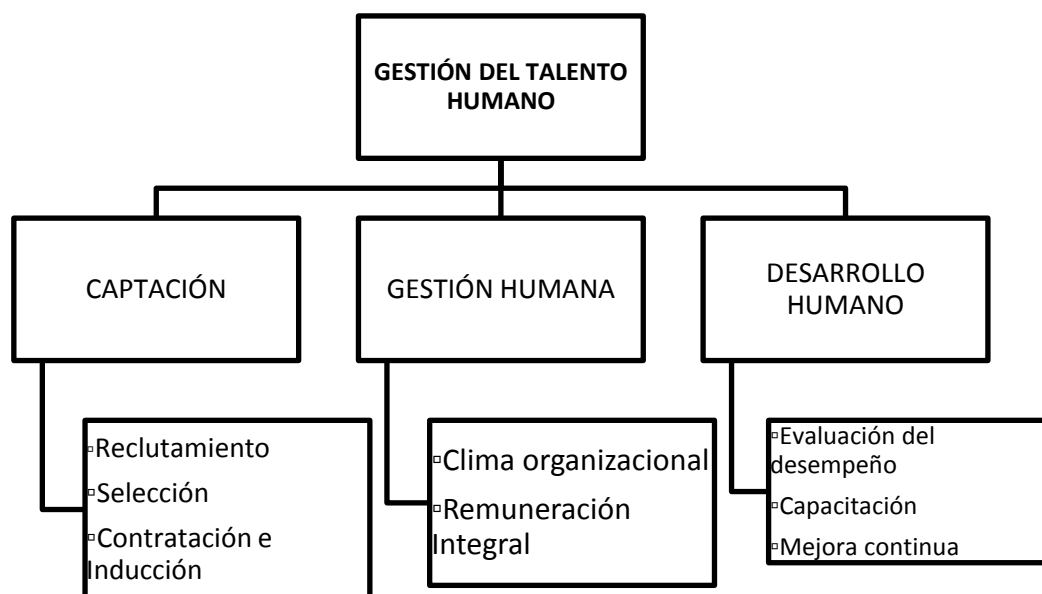 GESTIÓN DEL TALENTO
HUMANO
CAPTACIÓN
GESTIÓN HUMANA
DESARROLLO
HUMANO
▫Reclutamiento
▫Selección
▫Contratación e
Inducción
▫Clima organizacional
▫Remuneración
Integral
▫Evaluación del
desempeño
▫Capacitación
▫Mejora continua